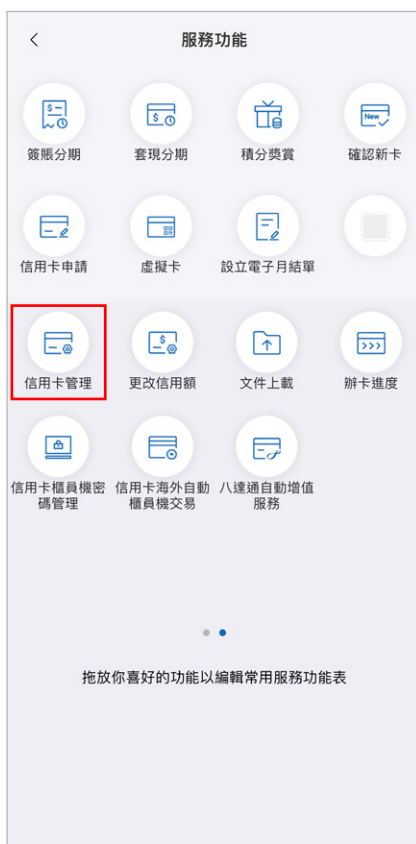 服務功能
簽賬分期
套現分期
積分獎賞
New
確認新卡
信用卡申請
虛擬卡
設立電子月結單
信用卡管理
更改信用額
文件上載
辦卡進度
信用卡櫃員機密
碼管理
信用卡海外自動
櫃員機交易
八達通自動增值
服務
拖放你喜好的功能以編輯常用服務功能表